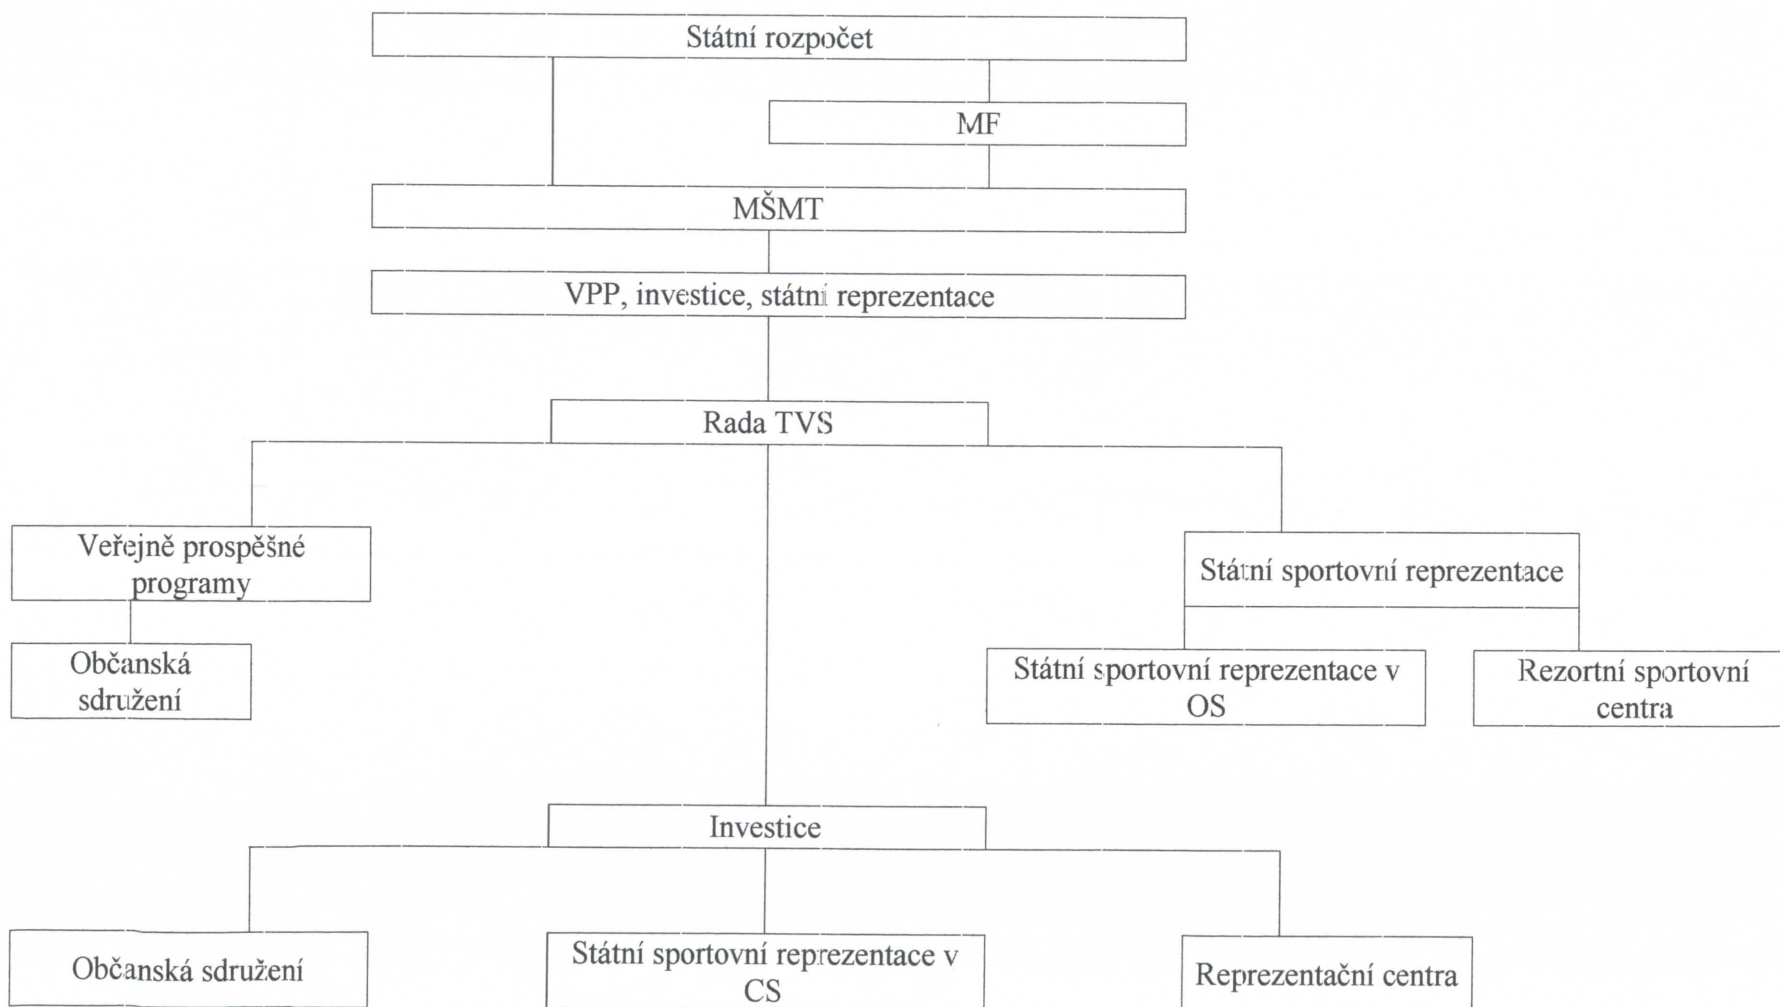 Státní rozpočet
MF
MŠMT
VPP, investice, státní reprezentace
Rada TVS
Veřejně prospěšné
programy
Státní sportovní reprezentace
Občanská
sdružení
Státní sportovní reprezentace v
OS
Rezortní sportovní
centra
Investice
Občanská sdružení
Státní sportovní reprezentace v
CS
Reprezentační centra